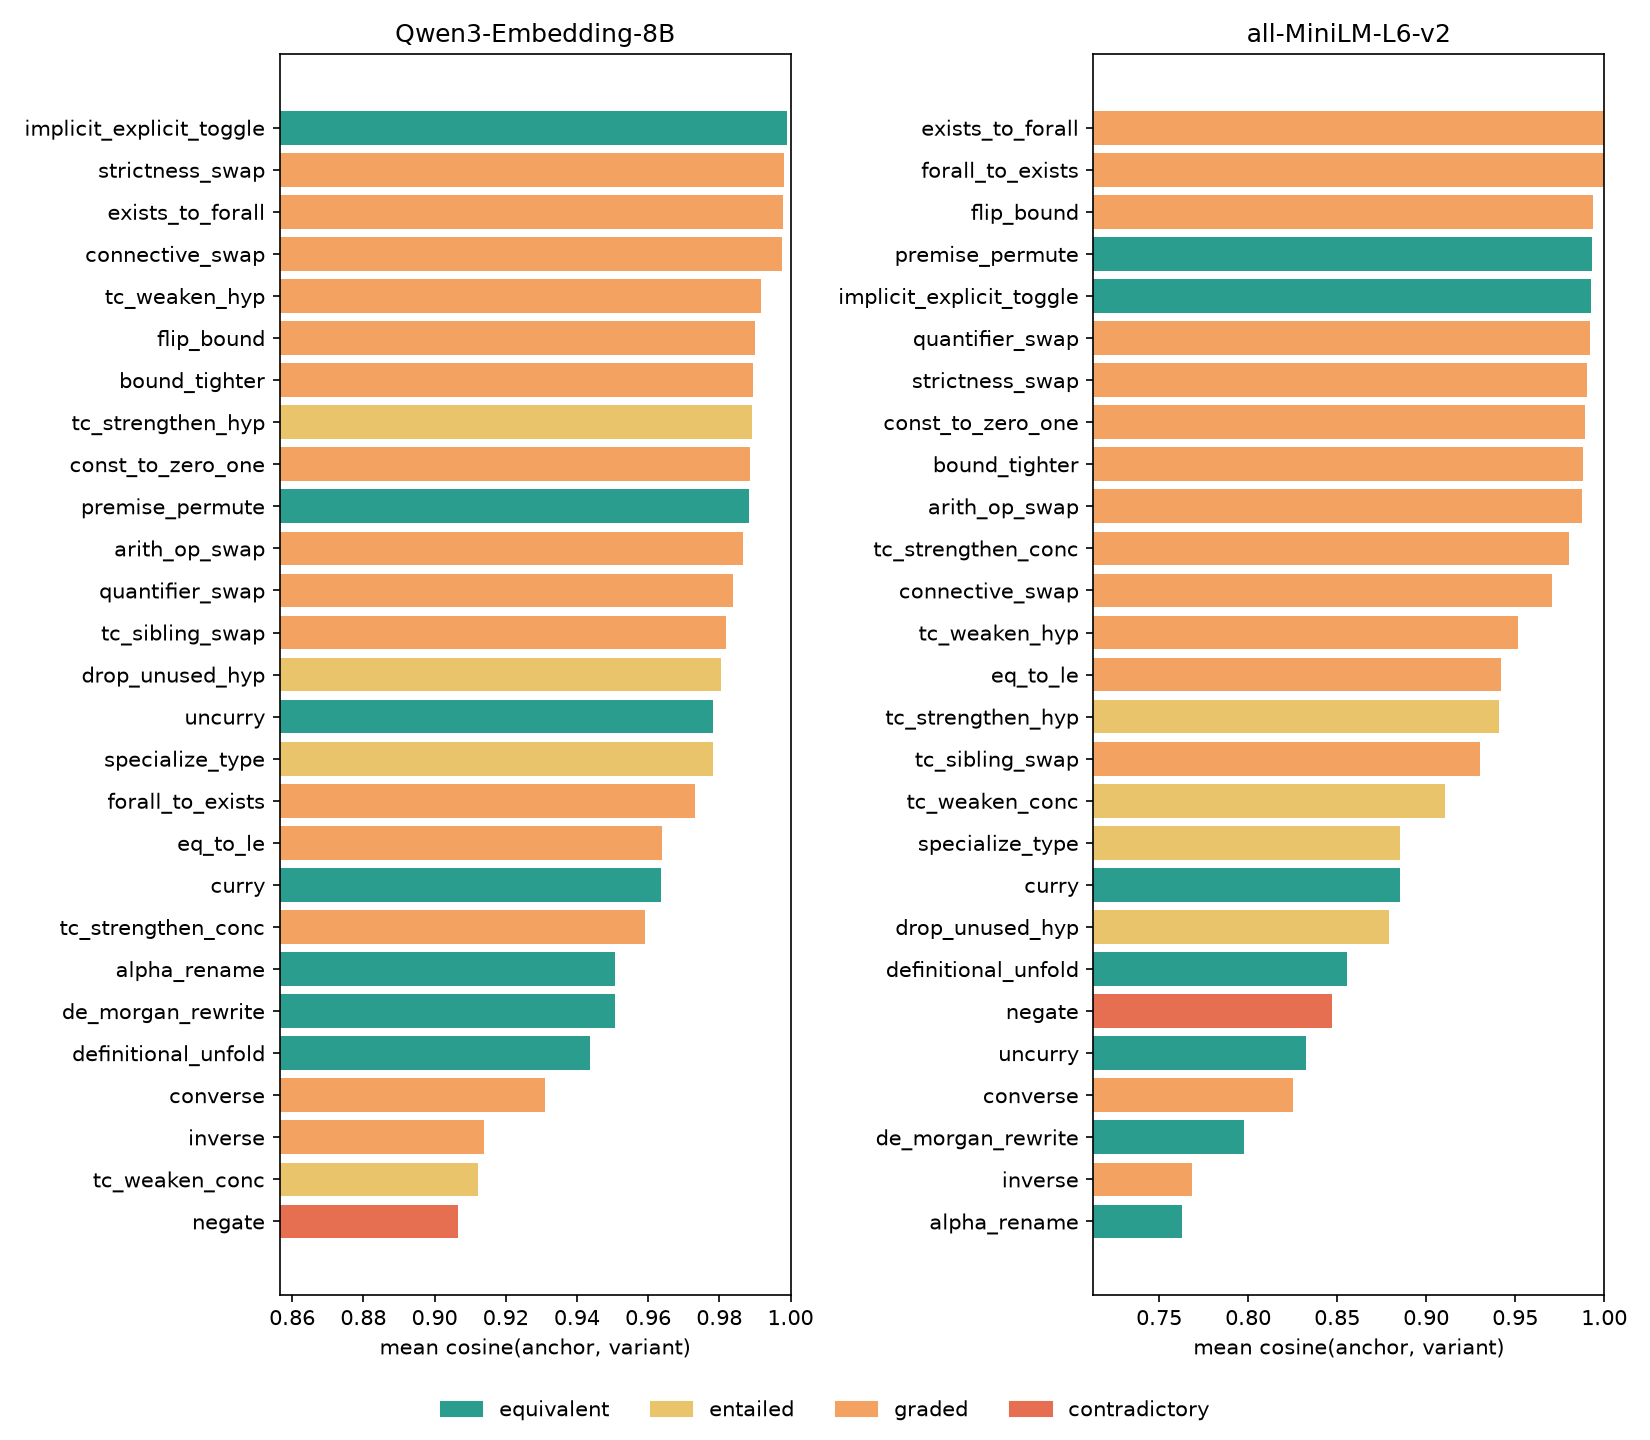 Qwen3-Embedding-8B
implicit_explicit_toggle
strictness_swap
exists_to_forall
connective_swap
tc_weaken_hyp
flip_bound
bound_tighter
tc_strengthen_hyp
const_to_zero_one
premise_permute
arith_op_swap
quantifier_swap
tc_sibling_swap
drop_unused_hyp
uncurry
specialize_type
forall_to_exists
eq_to_le
curry
tc_strengthen_conc
alpha_rename
de_morgan_rewrite
definitional_unfold
converse
inverse
tc_weaken_conc
negate
0.86 0.88 0.90 0.92 0.94 0.96 0.98 1.00
mean cosine(anchor, variant)
all-MiniLM-L6-v2
exists_to_forall
forall_to_exists
flip_bound
premise_permute
implicit_explicit_toggle
quantifier_swap
strictness_swap
const_to_zero_one
bound_tighter
arith_op_swap
tc_strengthen_conc
connective_swap
tc_weaken_hyp
eq_to_le
tc_strengthen_hyp
tc_sibling_swap
tc_weaken_conc
specialize_type
curry
drop_unused_hyp
definitional_unfold
negate
uncurry
converse
de_morgan_rewrite
inverse
alpha_rename
0.75 0.80 0.85 0.90 0.95 1.00
mean cosine(anchor, variant)
equivalent entailed graded contradictory